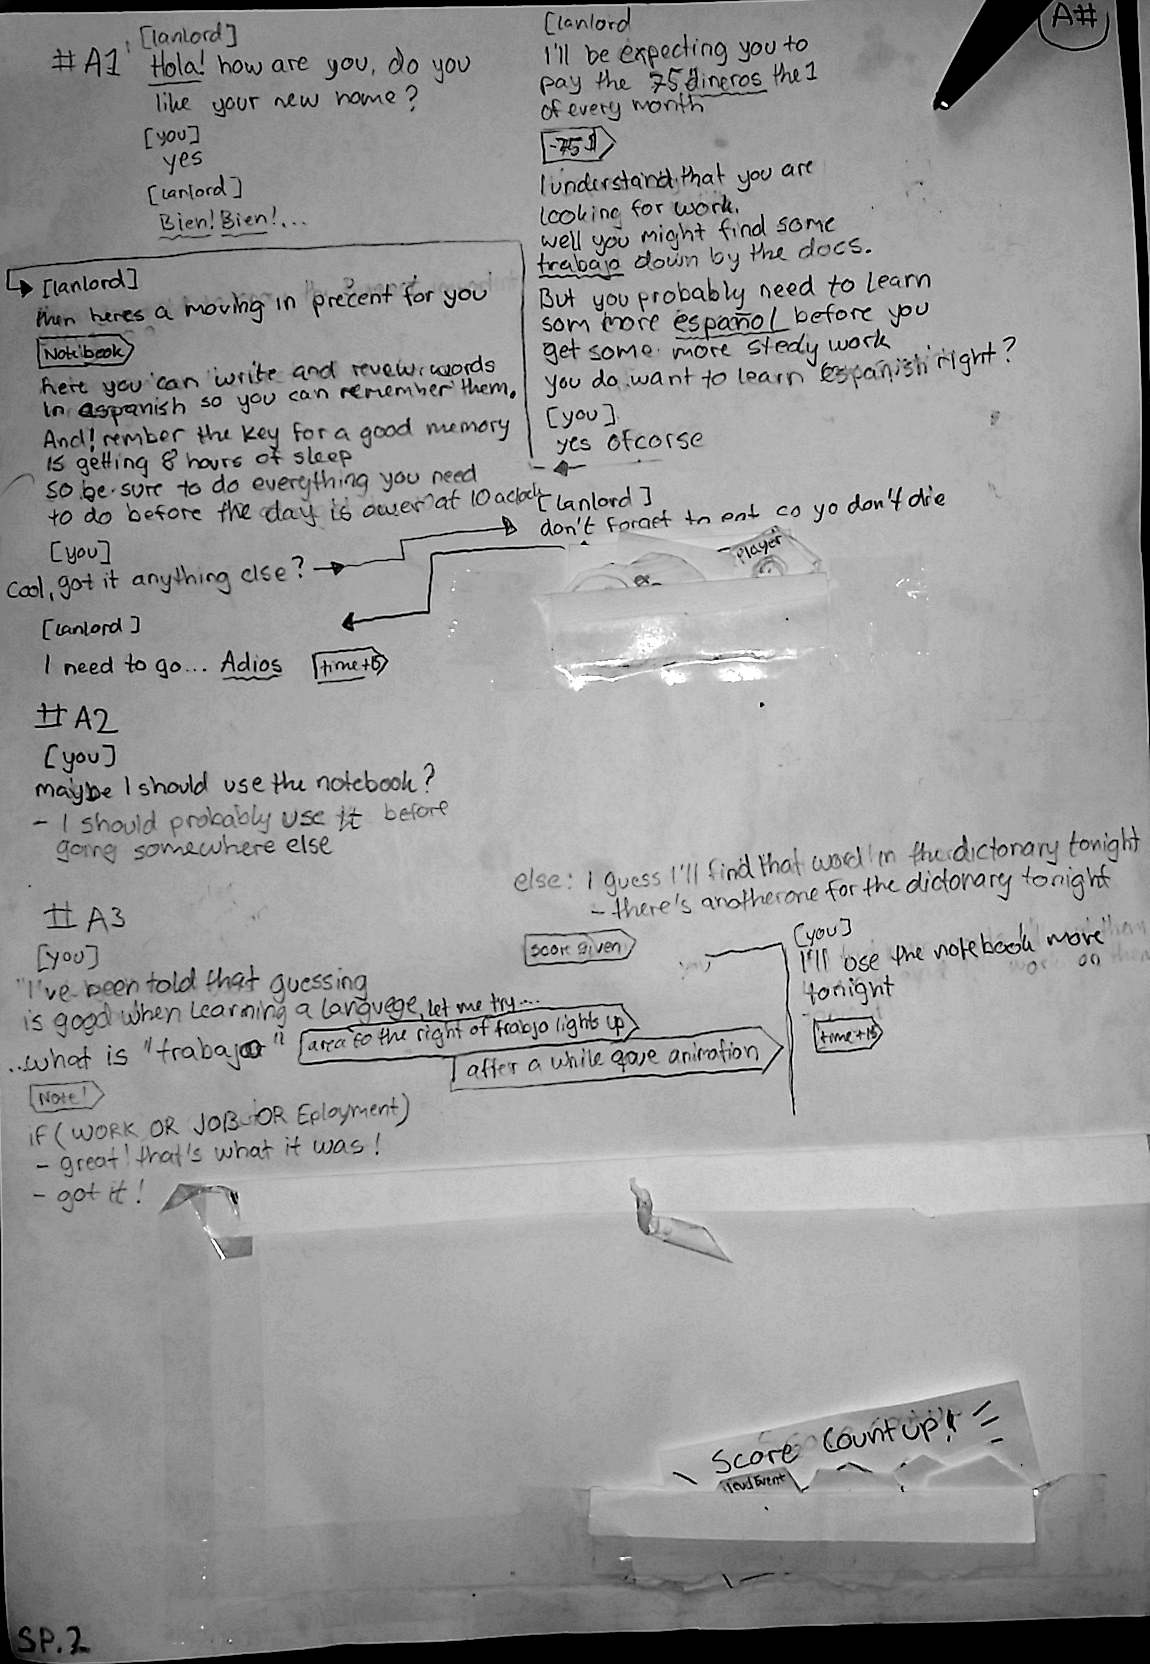 A#
#A1
[lanlord]
Hola! how are you, do you
like your new home?
[you]
yes
[lanlord]
Bien! Bien!...
[lanlord
I'll be expecting you to
pay the 75 dineros the 1
of every month
-75$
I understand that you are
looking for work.
well you might find some
trabajo down by the docs.
But you probably need to learn
som more español before you
get some more stedy work
you do want to learn espanish right?
[you]
yes ofcorse
[lanlord]
then heres a moving in precent for you
Notebook
here you can write and revew words
in espanish so you can remember them.
And! rember the key for a good memory
is getting 8 hours of sleep
so be sure to do everything you need
to do before the day is ower at 10 aclock
[you]
cool, got it anything else?
[lanlord]
don't forget to eat so yo don't die
Player
[lanlord]
I need to go... Adios
time+5
#A2
[you]
maybe I should use the notebook?
- I should probably use it before
going somewhere else
#A3
[you]
"I've been told that guessing
is good when learning a languege, let me try...
...what is "trabajo"
area to the right of trabjo lights up
after a while gave animation
Note!
if (WORK OR JOB OR Eployment)
- great! that's what it was!
- got it!
else: I guess I'll find that word in the dictonary tonight
- there's anotherone for the dictonary tonight
score given
[you]
I'll use the notebook more
tonight
time+15
Score Countup!
SP.2